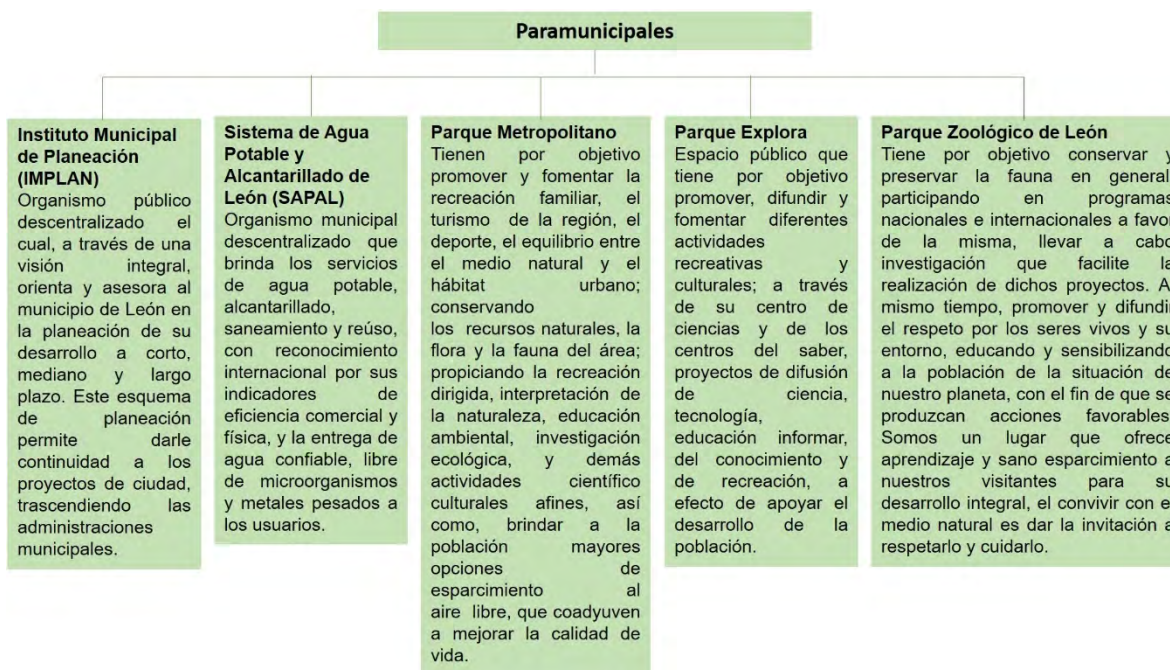 Paramunicipales
Instituto Municipal
de Planeación
(IMPLAN)
Organismo público
descentralizado el
cual, a través de una
visión integral,
orienta y asesora al
municipio de León en
la planeación de su
desarrollo a corto,
mediano y largo
plazo. Este esquema
de planeación
permite darle
continuidad a los
proyectos de ciudad,
trascendiendo las
administraciones
municipales.
Sistema de Agua
Potable y
Alcantarillado de
León (SAPAL)
Organismo municipal
descentralizado que
brinda los servicios
de agua potable,
alcantarillado,
saneamiento y reúso,
con reconocimiento
internacional por sus
indicadores de
eficiencia comercial y
física, y la entrega de
agua confiable, libre
de microorganismos
y metales pesados a
los usuarios.
Parque Metropolitano
Tienen por objetivo
promover y fomentar la
recreación familiar, el
turismo de la región, el
deporte, el equilibrio entre
el medio natural y el
hábitat urbano;
conservando
los recursos naturales, la
flora y la fauna del área;
propiciando la recreación
dirigida, interpretación de
la naturaleza, educación
ambiental, investigación
ecológica, y demás
actividades científico
culturales afines, así
como, brindar a la
población mayores
opciones de
esparcimiento al
aire libre, que coadyuven
a mejorar la calidad de
vida.
Parque Explora
Espacio público que
tiene por objetivo
promover, difundir y
fomentar diferentes
actividades
recreativas y
culturales; a través
de su centro de
ciencias y de los
centros del saber,
proyectos de difusión
de ciencia,
tecnología,
educación informar,
del conocimiento y
de recreación, a
efecto de apoyar el
desarrollo de la
población.
Parque Zoológico de León
Tiene por objetivo conservar y
preservar la fauna en general
participando en programas
nacionales e internacionales a favo
de la misma, llevar a cabo
investigación que facilite la
realización de dichos proyectos. A
mismo tiempo, promover y difundi
el respeto por los seres vivos y su
entorno, educando y sensibilizando
a la población de la situación de
nuestro planeta, con el fin de que se
produzcan acciones favorables
Somos un lugar que ofrece
aprendizaje y sano esparcimiento a
nuestros visitantes para su
desarrollo integral, el convivir con e
medio natural es dar la invitación a
respetarlo y cuidarlo.